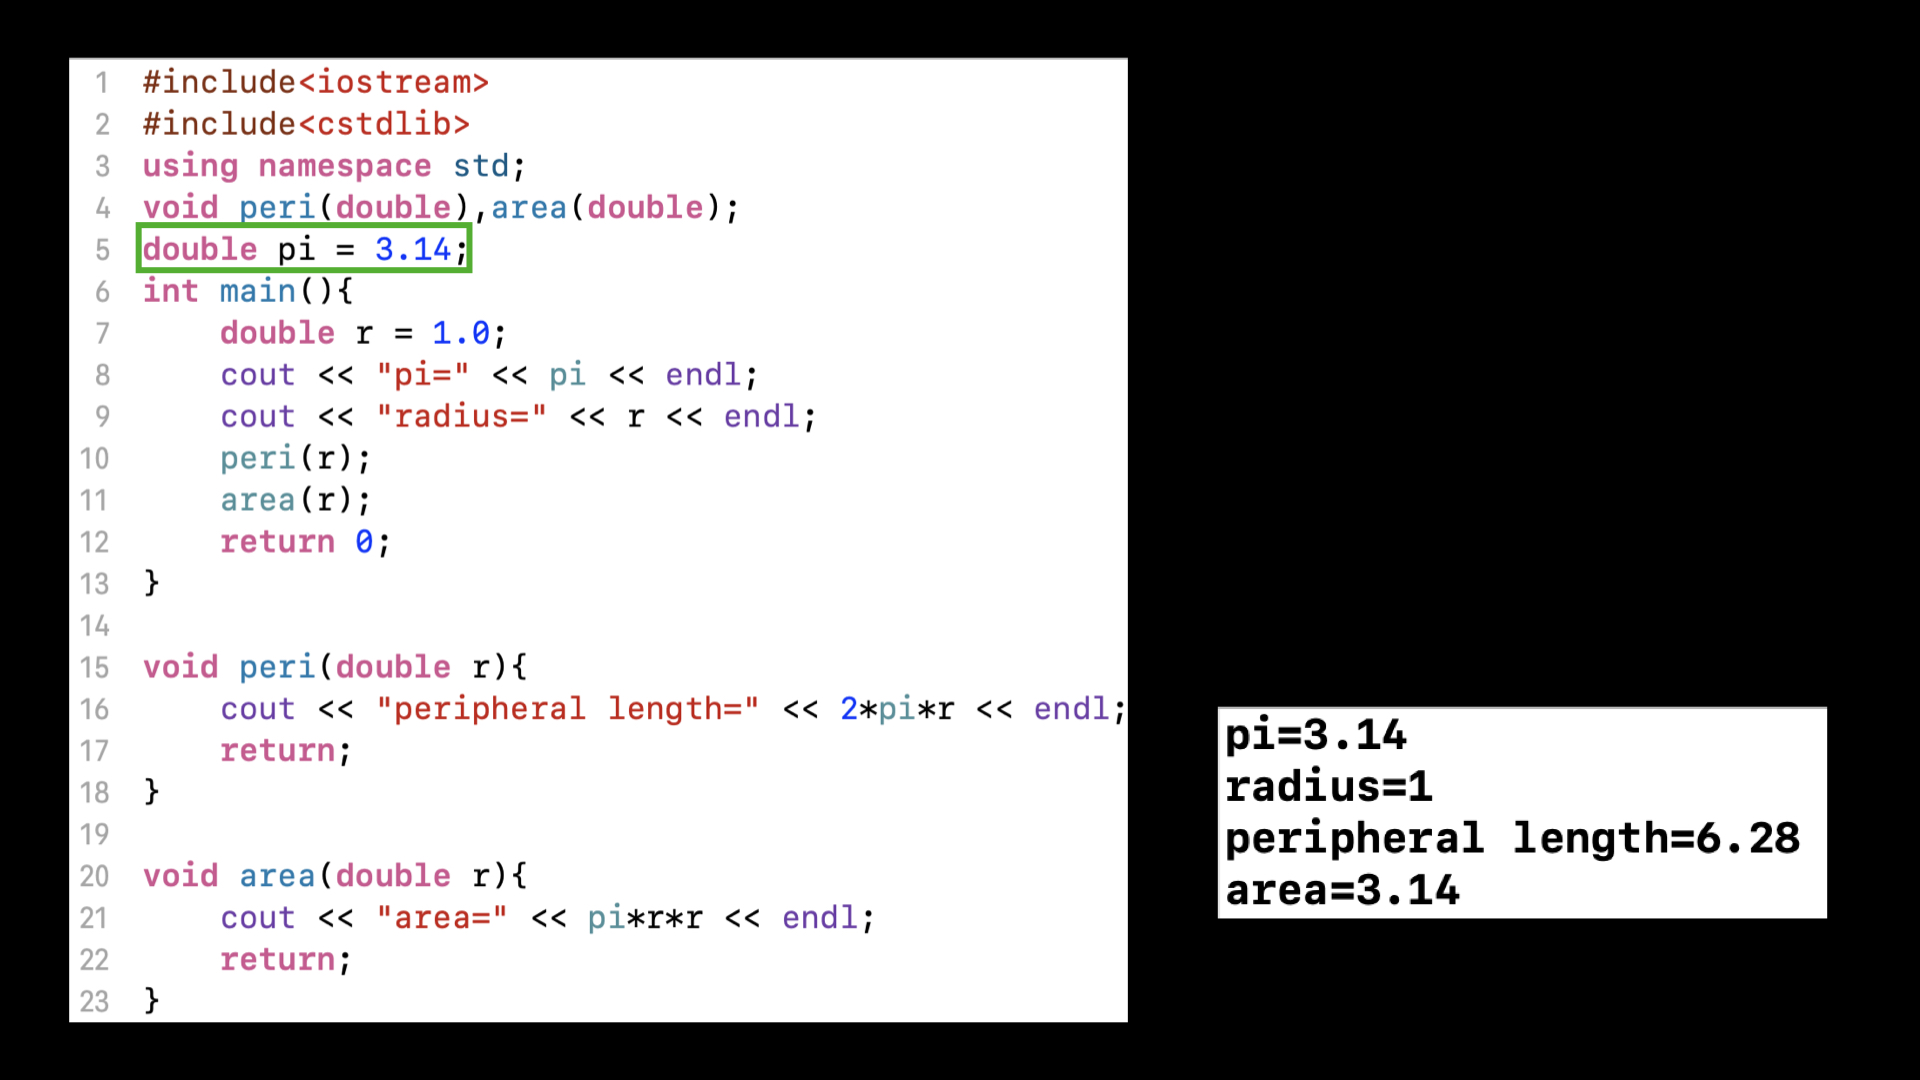 1 #include<iostream>
2 #include<cstdlib>
3 using namespace std;
4 void peri(double),area(double);
5 double pi = 3.14;
6 int main(){
7     double r = 1.0;
8     cout << "pi=" << pi << endl;
9     cout << "radius=" << r << endl;
10     peri(r);
11     area(r);
12     return 0;
13 }
14
15 void peri(double r){
16     cout << "peripheral length=" << 2*pi*r << endl;
17     return;
18 }
19
20 void area(double r){
21     cout << "area=" << pi*r*r << endl;
22     return;
23 }
pi=3.14
radius=1
peripheral length=6.28
area=3.14